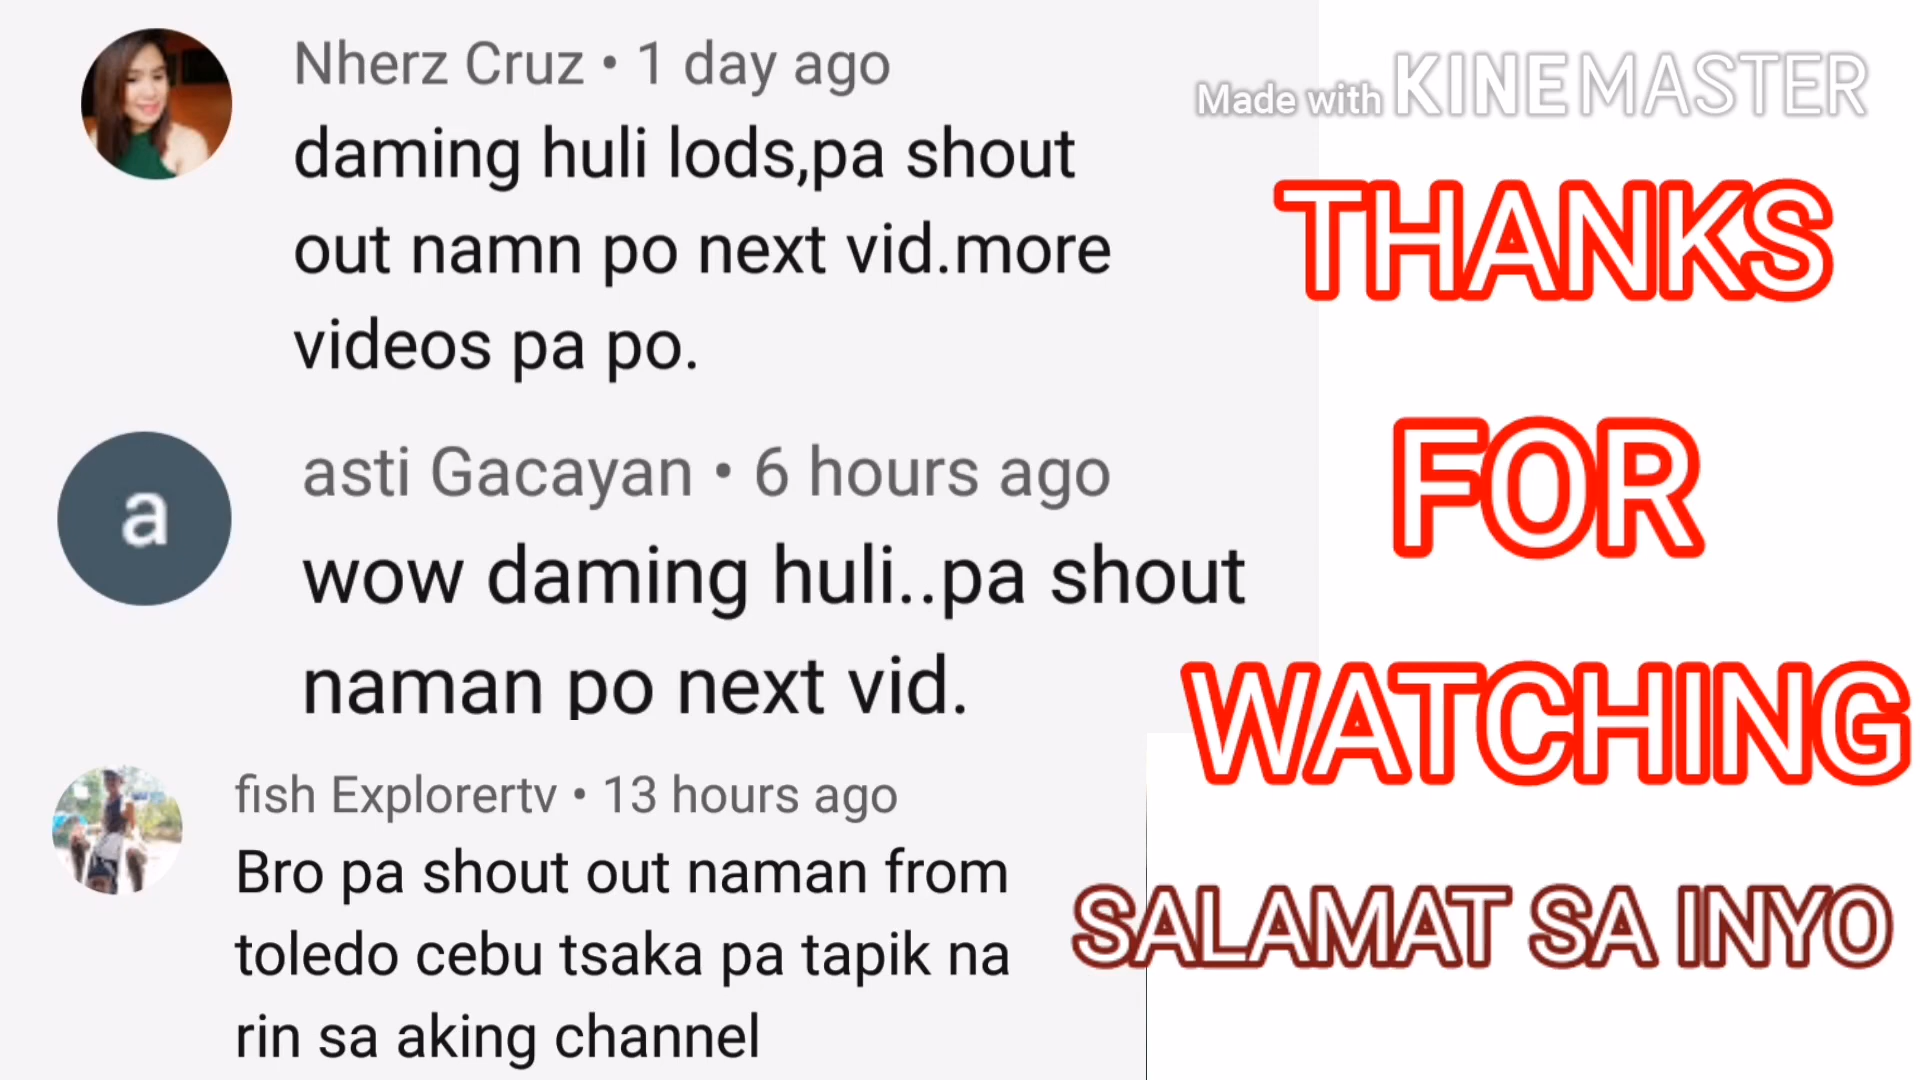 Nherz Cruz • 1 day ago
daming huli lods,pa shout
out namn po next vid.more
videos pa po.
a
asti Gacayan • 6 hours ago
wow daming huli..pa shout
naman po next vid.
fish Explorertv • 13 hours ago
Bro pa shout out naman from
toledo cebu tsaka pa tapik na
rin sa aking channel
Made with KINEMASTER
THANKS
FOR
WATCHING
SALAMAT SA INYO